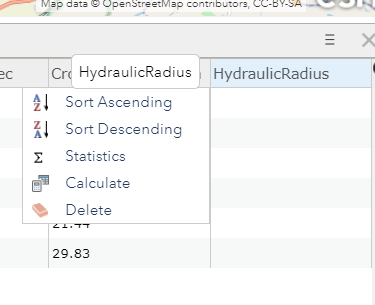 Map data © OpenStreetMap contributors, CC-BY-SA
ec
HydraulicRadius
HydraulicRadius
Sort Ascending
Sort Descending
Statistics
Calculate
Delete
21.44
29.83